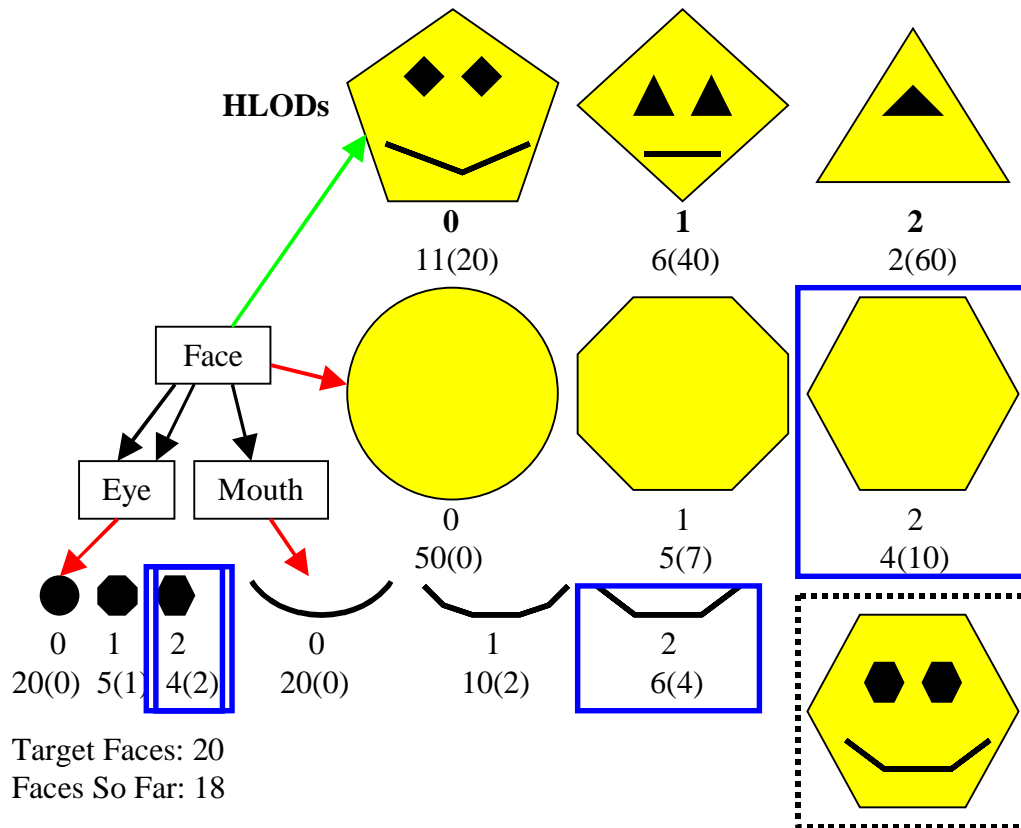 HLODs
0 1 2
11(20) 6(40) 2(60)
Face
Eye Mouth
0 1 2
50(0) 5(7) 4(10)
0 1 2 0 1 2
20(0) 5(1) 4(2) 20(0) 10(2) 6(4)
Target Faces: 20
Faces So Far: 18